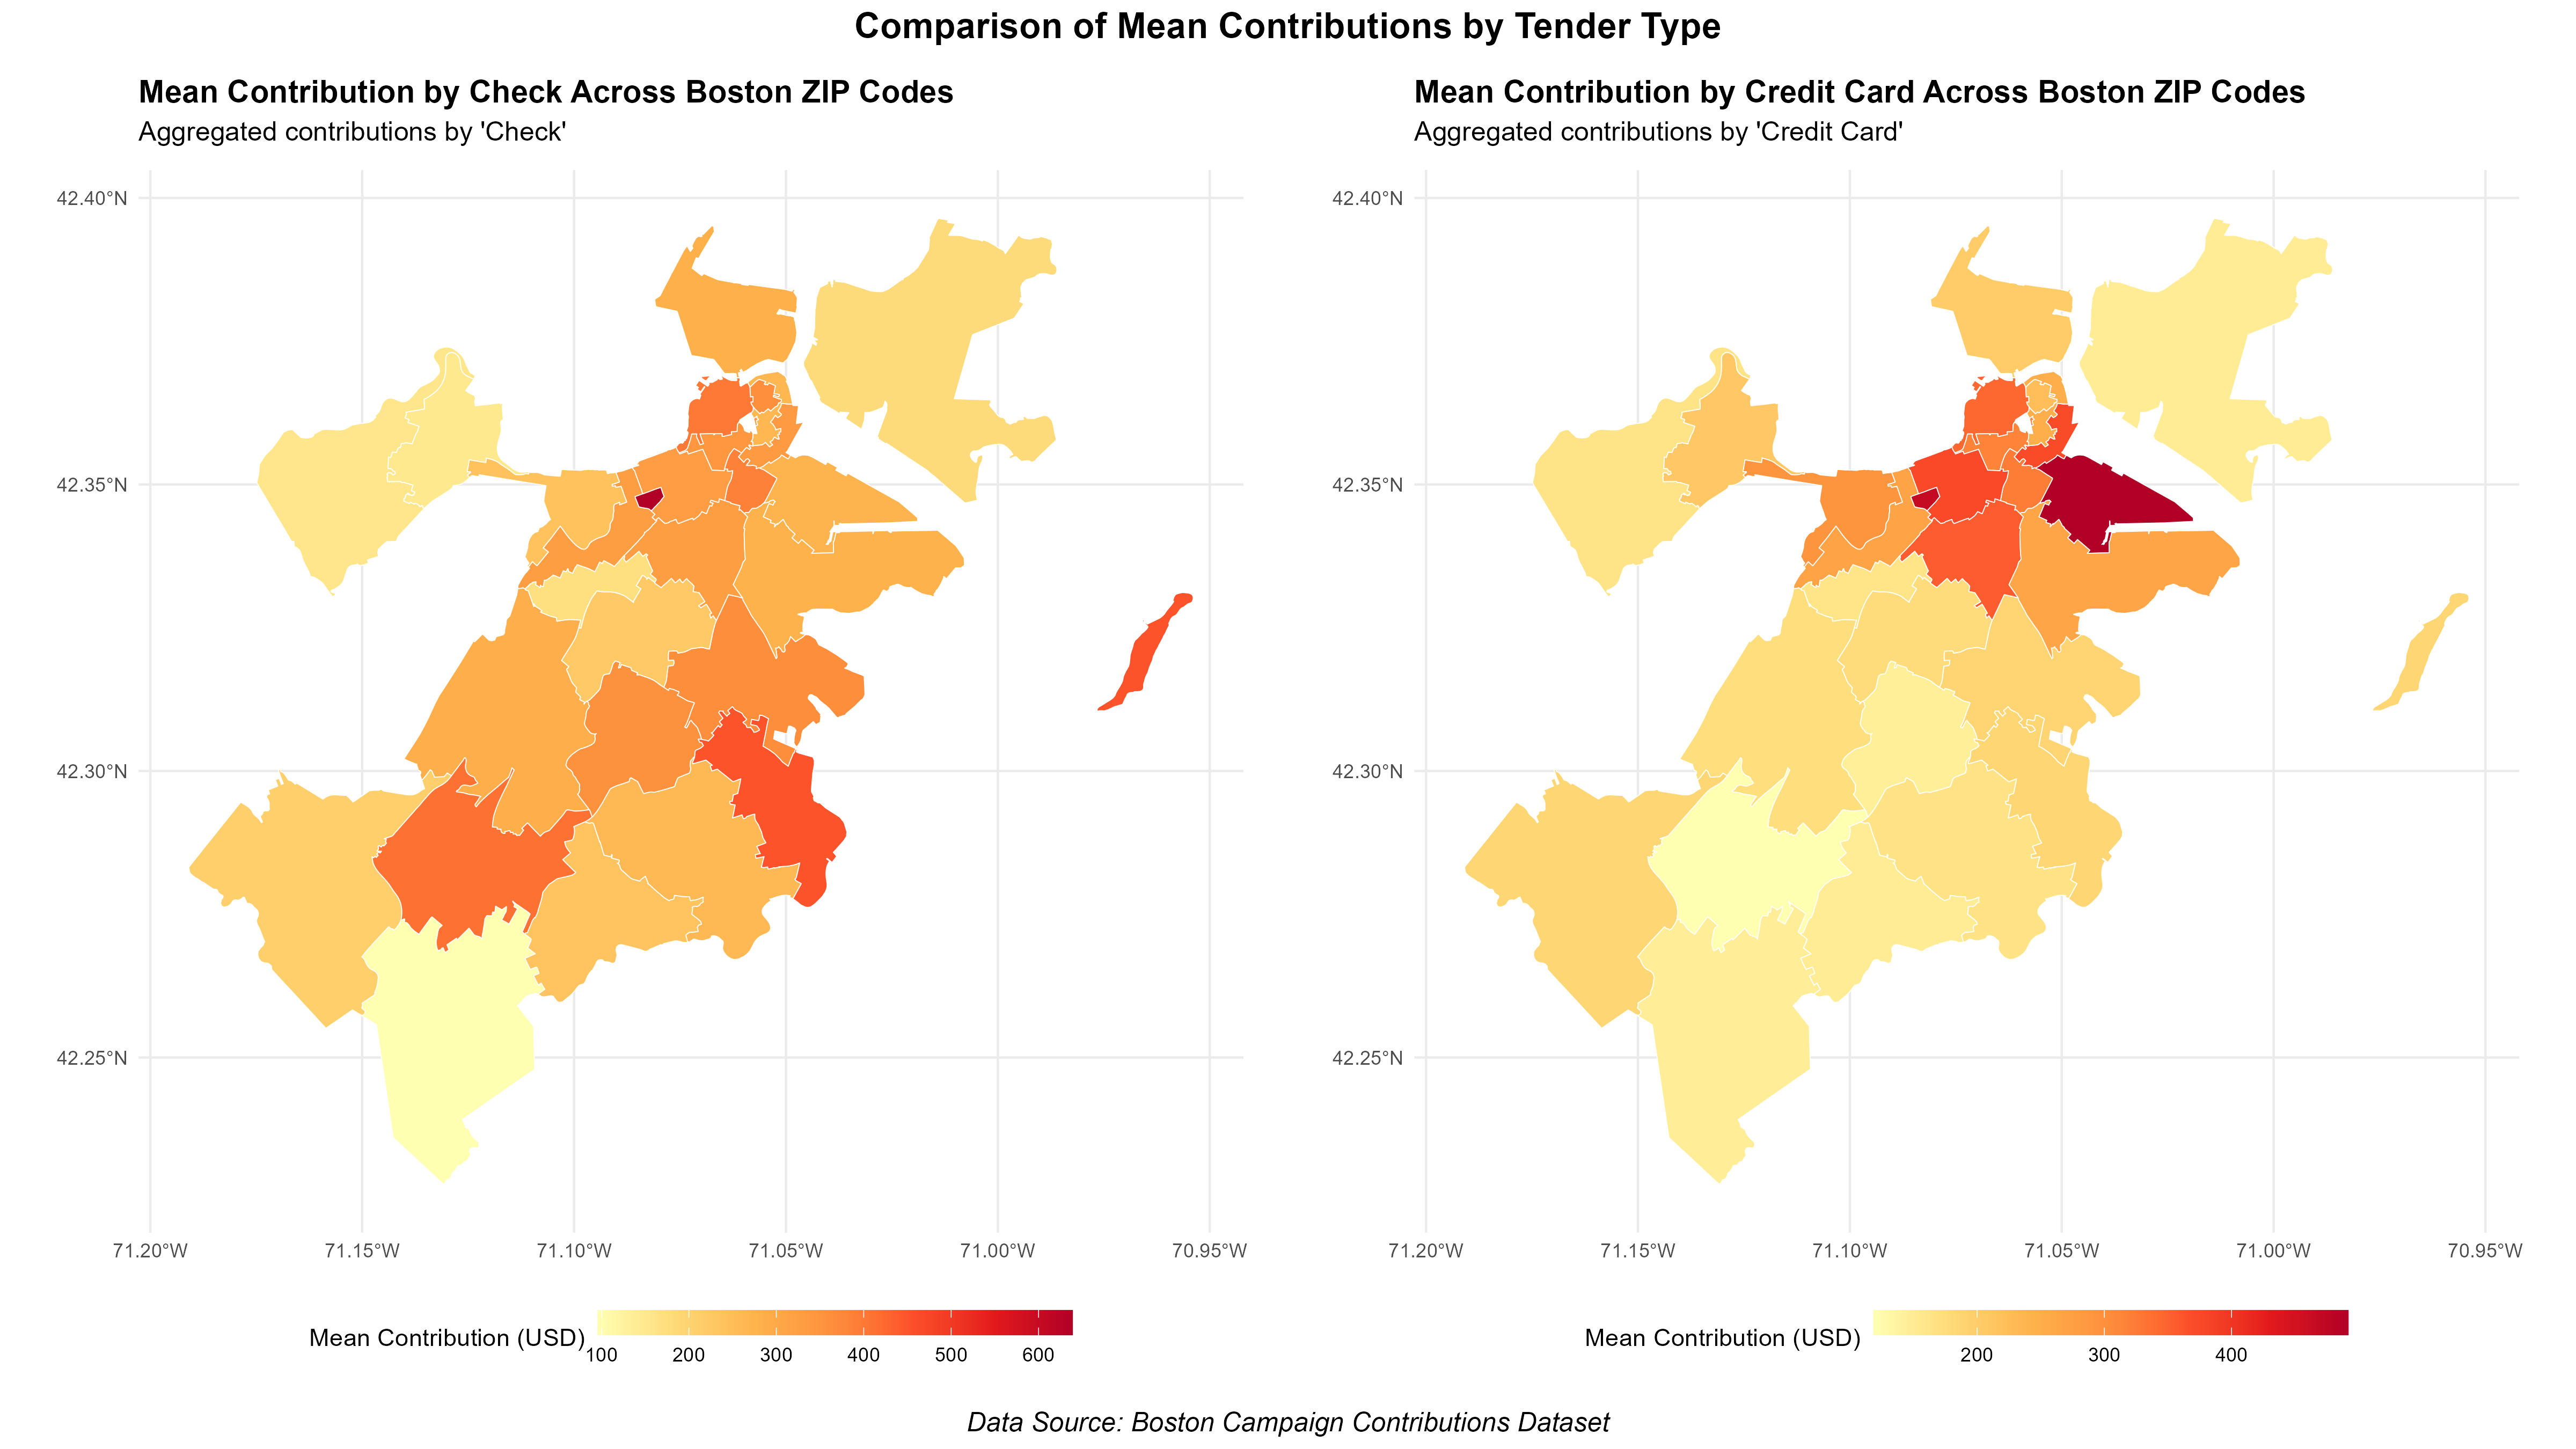 Comparison of Mean Contributions by Tender Type
Mean Contribution by Check Across Boston ZIP Codes
Aggregated contributions by 'Check'
42.40°N
42.35°N
42.30°N
42.25°N
71.20°W 71.15°W 71.10°W 71.05°W 71.00°W 70.95°W
Mean Contribution (USD)
100 200 300 400 500 600
Mean Contribution by Credit Card Across Boston ZIP Codes
Aggregated contributions by 'Credit Card'
42.40°N
42.35°N
42.30°N
42.25°N
71.20°W 71.15°W 71.10°W 71.05°W 71.00°W 70.95°W
Mean Contribution (USD)
200 300 400
Data Source: Boston Campaign Contributions Dataset